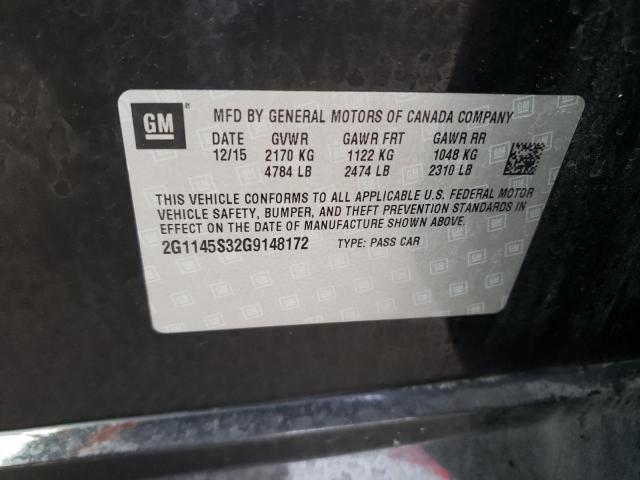 GM
®
MFD BY GENERAL MOTORS OF CANADA COMPANY
DATE GVWR GAWR FRT GAWR RR
12/15 2170 KG 1122 KG 1048 KG
4784 LB 2474 LB 2310 LB
THIS VEHICLE CONFORMS TO ALL APPLICABLE U.S. FEDERAL MOTOR
VEHICLE SAFETY, BUMPER, AND THEFT PREVENTION STANDARDS IN
EFFECT ON THE DATE OF MANUFACTURE SHOWN ABOVE.
2G1145S32G9148172 TYPE: PASS CAR